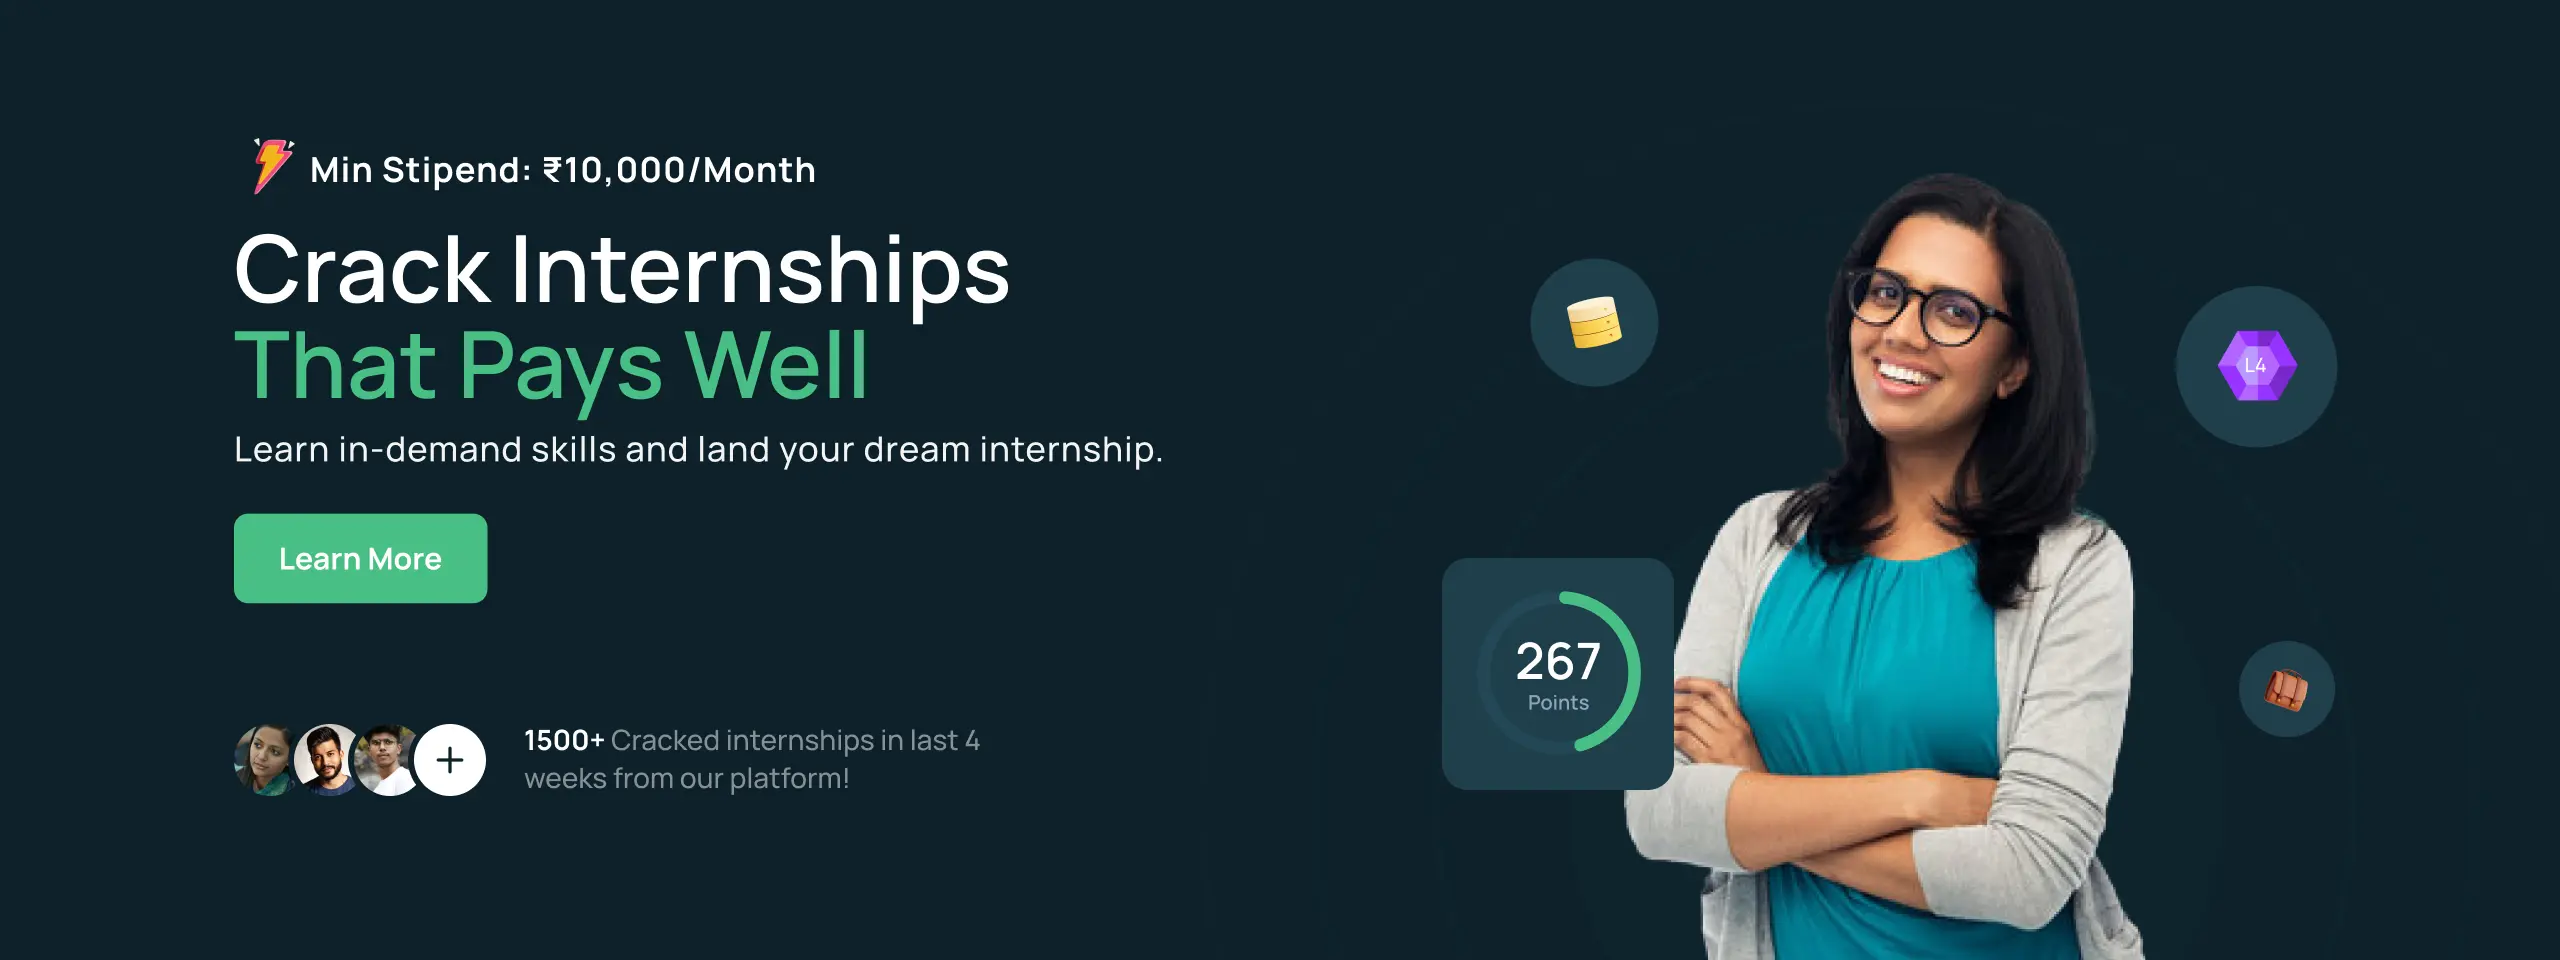 Min Stipend: ₹10,000/Month
Crack Internships
That Pays Well
Learn in-demand skills and land your dream internship.
Learn More
1500+ Cracked internships in last 4
weeks from our platform!
267
Points
L4